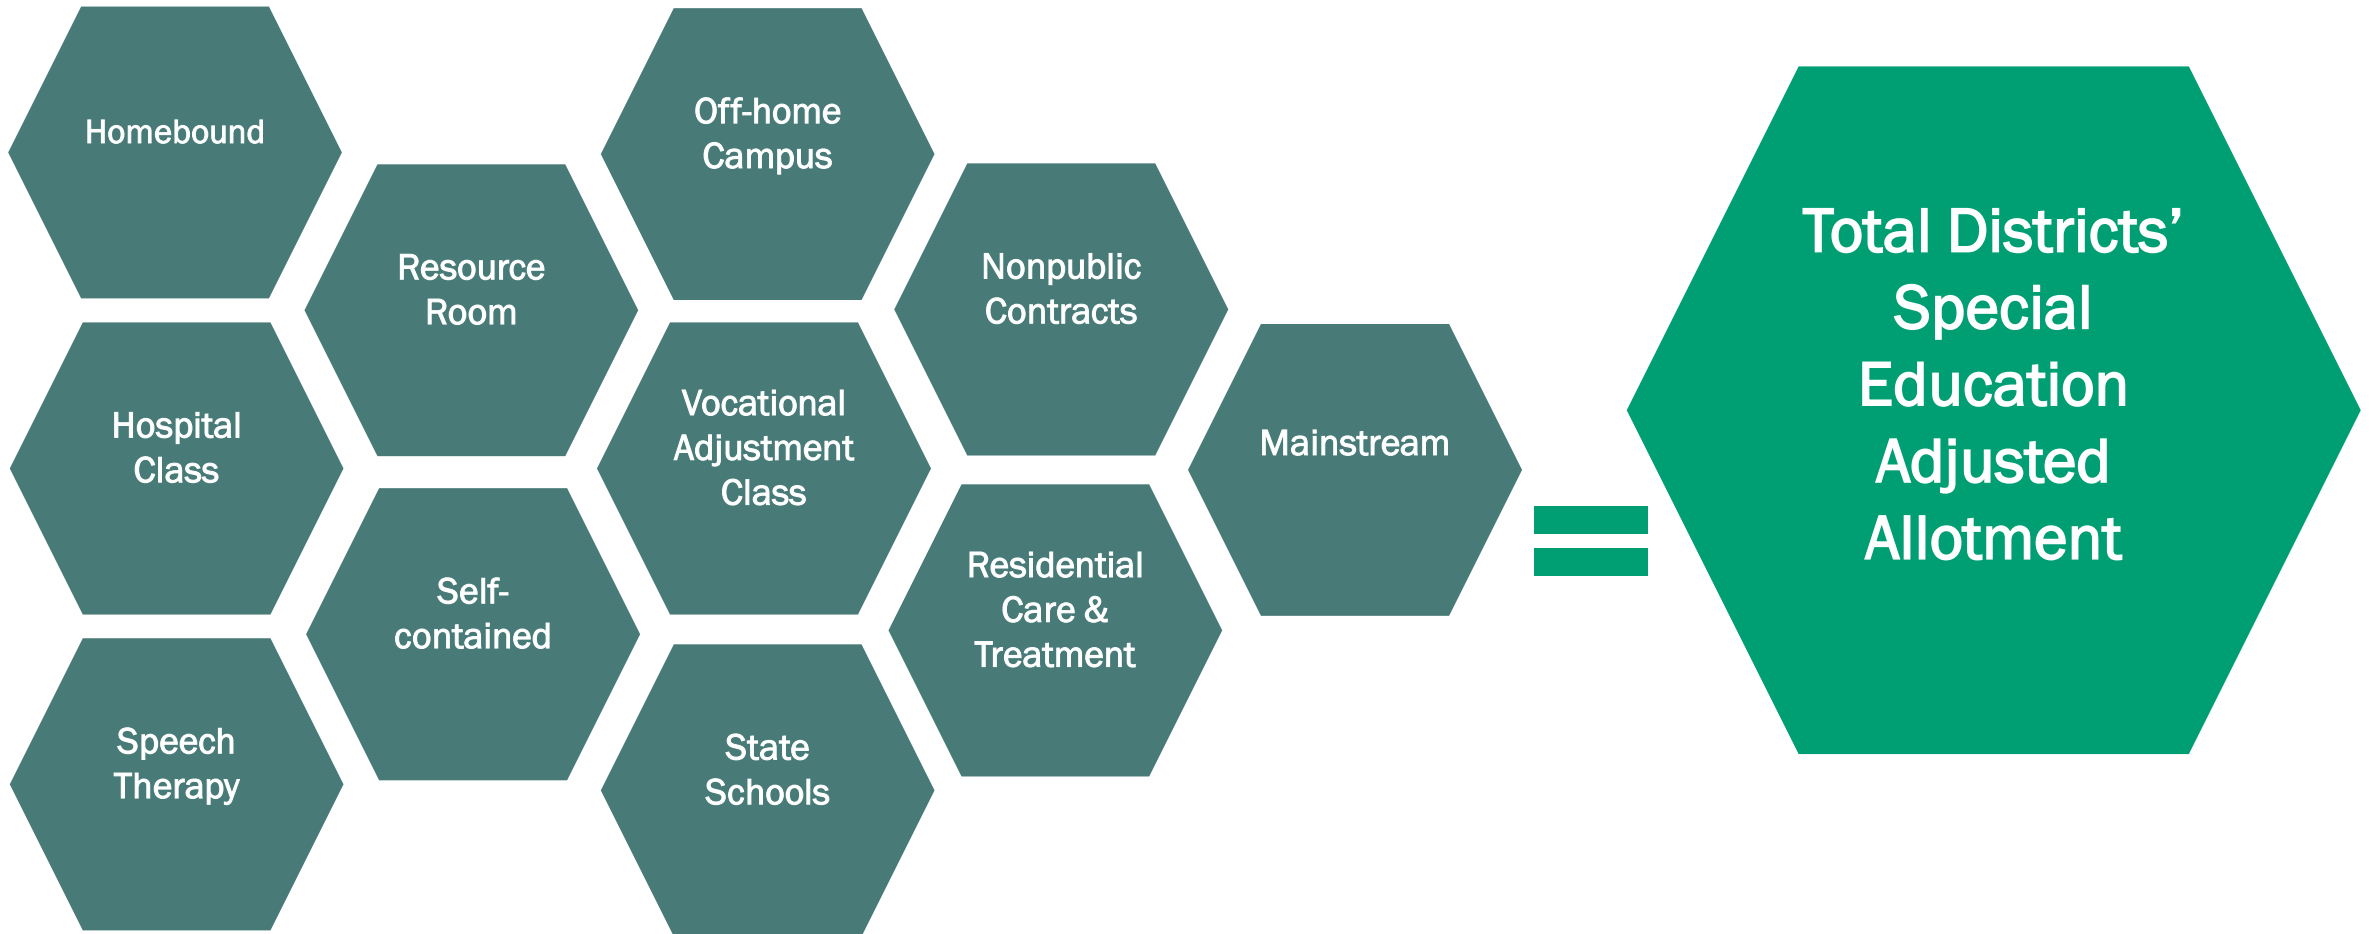 Homebound
Hospital
Class
Speech
Therapy
Resource
Room
Self-
contained
Off-home
Campus
Vocational
Adjustment
Class
State
Schools
Nonpublic
Contracts
Residential
Care &
Treatment
Mainstream
Total Districts’
Special
Education
Adjusted
Allotment